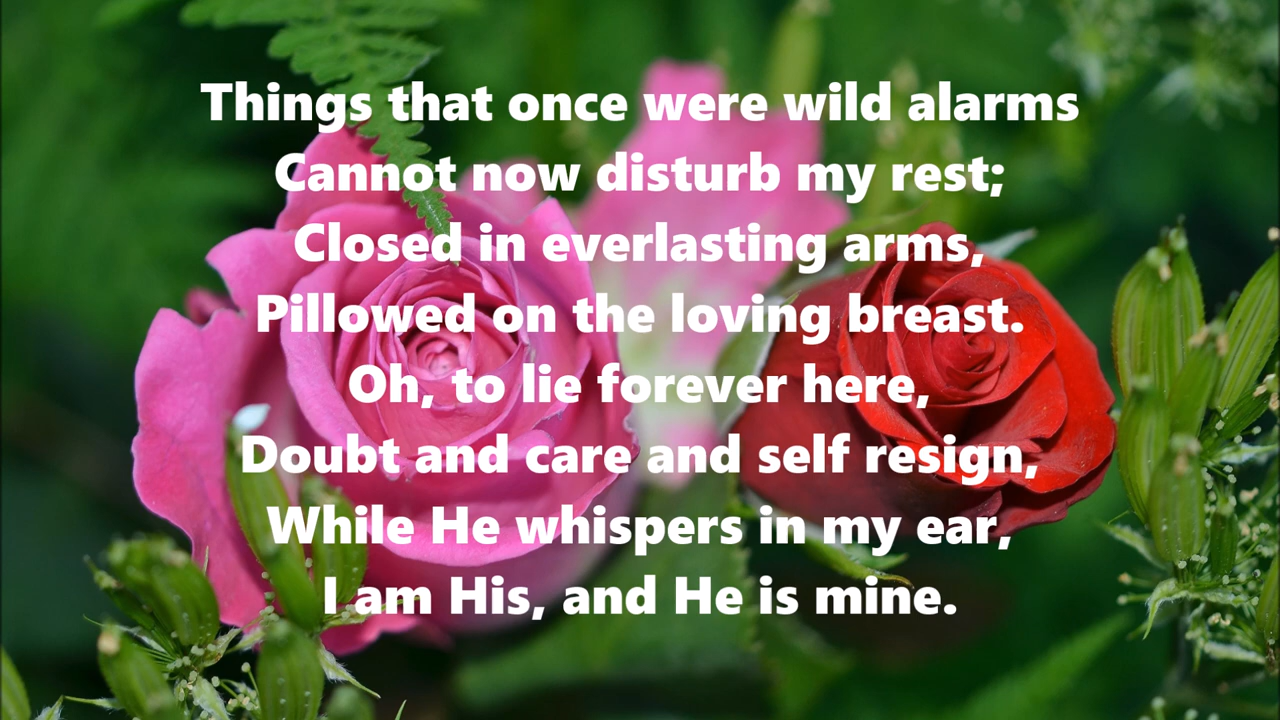 Things that once were wild alarms
Cannot now disturb my rest;
Closed in everlasting arms,
Pillowed on the loving breast.
Oh, to lie forever here,
Doubt and care and self resign,
While He whispers in my ear,
I am His, and He is mine.